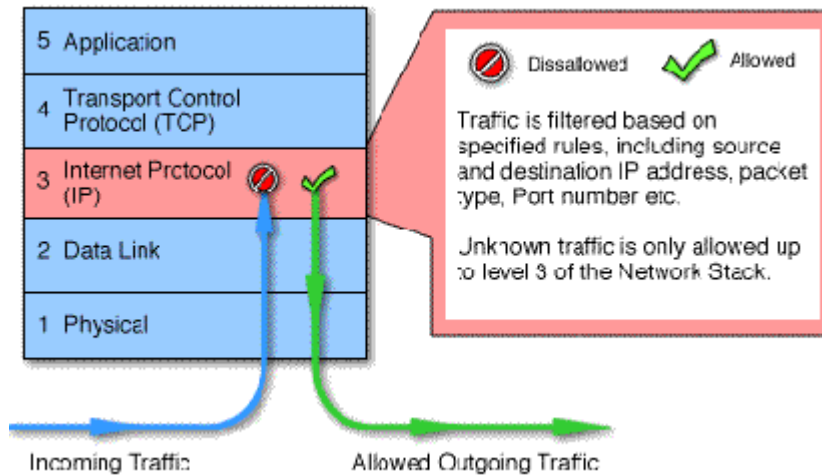 5 Application
4 Transport Control
Protocol (TCP)
3 Internet Prctocol
(IP)
2 Data Link
1 Physical
Incoming Traffic
Allowed Outgoing Traffic
Dissallowed
Allowed
Traffic is filtered based on
specified rules, including source
and destination IP address, packet
type, Port number etc.
Unknown traffic is only allowed up
to level 3 of the Network Stack.